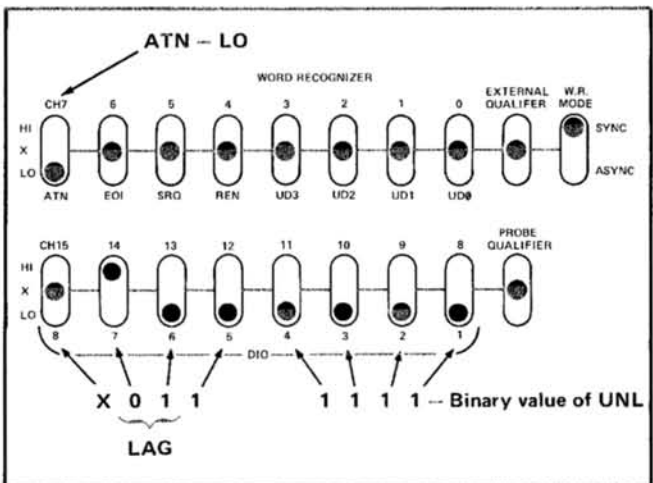 ATN – LO
WORD RECOGNIZER
CH7 6 5 4 3 2 1 0 EXTERNAL QUALIFER W.R. MODE
HI
X
LO
SYNC
ASYNC
ATN EOI SRQ REN UD3 UD2 UD1 UD0
CH15 14 13 12 11 10 9 8 PROBE QUALIFIER
HI
X
LO
8 7 6 5 4 3 2 1
DIO
X 0 1 1 1 1 1 1 – Binary value of UNL
LAG